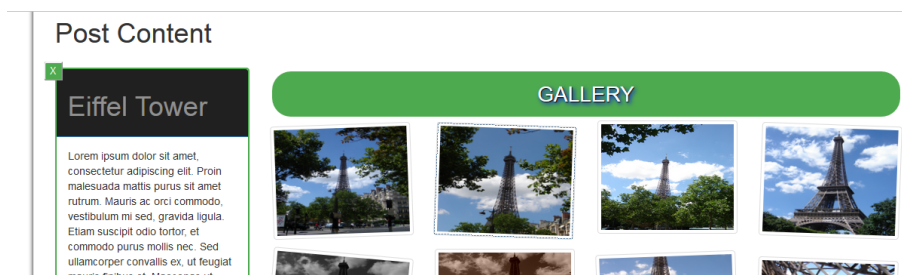 Post Content
X
Eiffel Tower
Lorem ipsum dolor sit amet,
consectetur adipiscing elit. Proin
malesuada mattis purus sit amet
rutrum. Mauris ac orci commodo,
vestibulum mi sed, gravida ligula.
Etiam suscipit odio tortor, et
commodo purus mollis nec. Sed
ullamcorper convallis ex, ut feugiat
GALLERY